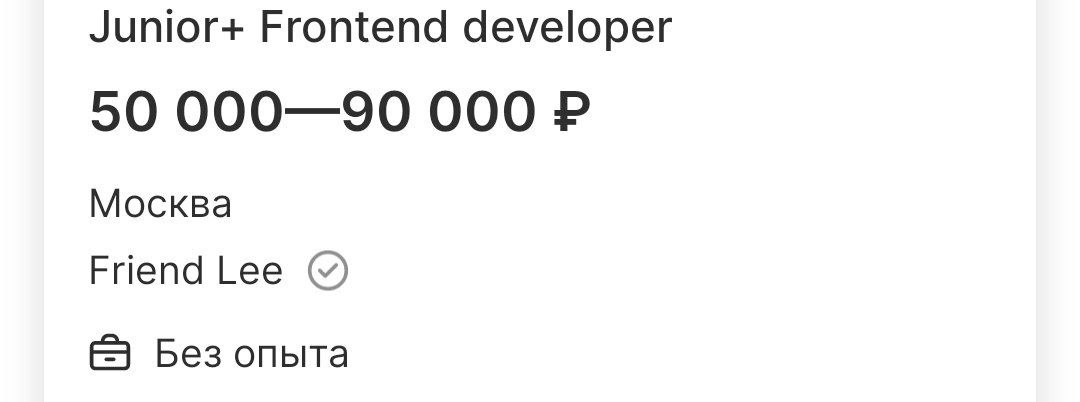 Junior+ Frontend developer
50 000—90 000 ₽
Москва
Friend Lee
Без опыта